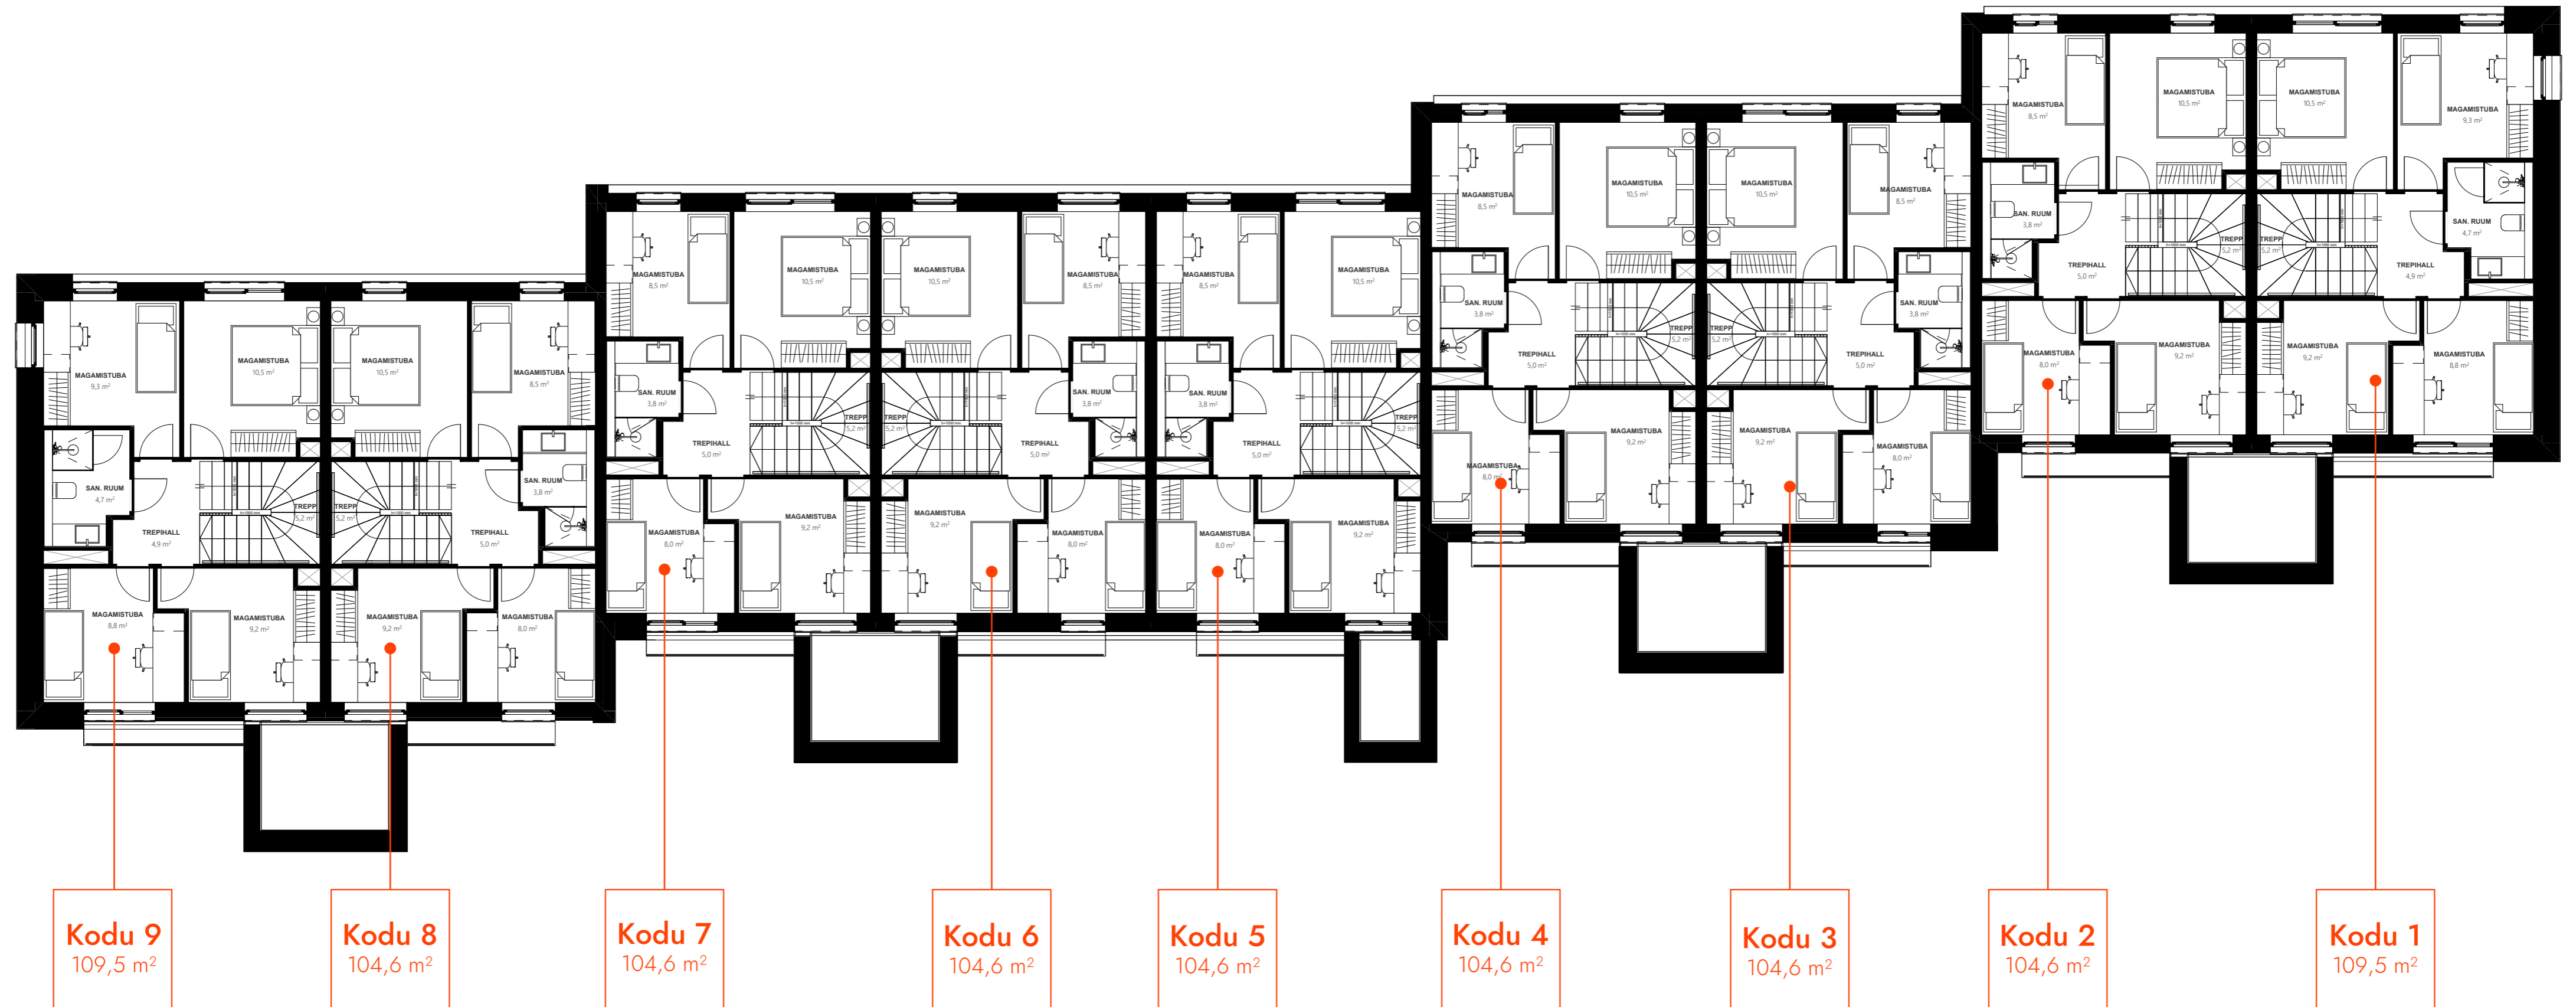 MAGAMISTUBA
9,3 m²
MAGAMISTUBA
10,5 m²
SAN. RUUM
4,7 m²
TREPIHALL
4,9 m²
TREPP
5,2 m²
MAGAMISTUBA
8,8 m²
MAGAMISTUBA
9,2 m²
MAGAMISTUBA
10,5 m²
MAGAMISTUBA
8,5 m²
SAN. RUUM
3,8 m²
TREPP
5,2 m²
TREPIHALL
5,0 m²
MAGAMISTUBA
9,2 m²
MAGAMISTUBA
8,0 m²
MAGAMISTUBA
8,5 m²
MAGAMISTUBA
10,5 m²
SAN. RUUM
3,8 m²
TREPIHALL
5,0 m²
TREPP
5,2 m²
MAGAMISTUBA
8,0 m²
MAGAMISTUBA
9,2 m²
MAGAMISTUBA
10,5 m²
MAGAMISTUBA
8,5 m²
SAN. RUUM
3,8 m²
TREPP
5,2 m²
TREPIHALL
5,0 m²
MAGAMISTUBA
9,2 m²
MAGAMISTUBA
8,0 m²
MAGAMISTUBA
8,5 m²
MAGAMISTUBA
10,5 m²
SAN. RUUM
3,8 m²
TREPIHALL
5,0 m²
TREPP
5,2 m²
MAGAMISTUBA
8,0 m²
MAGAMISTUBA
9,2 m²
MAGAMISTUBA
8,5 m²
MAGAMISTUBA
10,5 m²
SAN. RUUM
3,8 m²
TREPIHALL
5,0 m²
TREPP
5,2 m²
MAGAMISTUBA
8,0 m²
MAGAMISTUBA
9,2 m²
MAGAMISTUBA
10,5 m²
MAGAMISTUBA
8,5 m²
SAN. RUUM
3,8 m²
TREPP
5,2 m²
TREPIHALL
5,0 m²
MAGAMISTUBA
9,2 m²
MAGAMISTUBA
8,0 m²
MAGAMISTUBA
8,5 m²
MAGAMISTUBA
10,5 m²
SAN. RUUM
3,8 m²
TREPIHALL
5,0 m²
TREPP
5,2 m²
MAGAMISTUBA
8,0 m²
MAGAMISTUBA
9,2 m²
MAGAMISTUBA
10,5 m²
MAGAMISTUBA
9,3 m²
SAN. RUUM
4,7 m²
TREPP
5,2 m²
TREPIHALL
4,9 m²
MAGAMISTUBA
9,2 m²
MAGAMISTUBA
8,8 m²
Kodu 9
109,5 m²
Kodu 8
104,6 m²
Kodu 7
104,6 m²
Kodu 6
104,6 m²
Kodu 5
104,6 m²
Kodu 4
104,6 m²
Kodu 3
104,6 m²
Kodu 2
104,6 m²
Kodu 1
109,5 m²